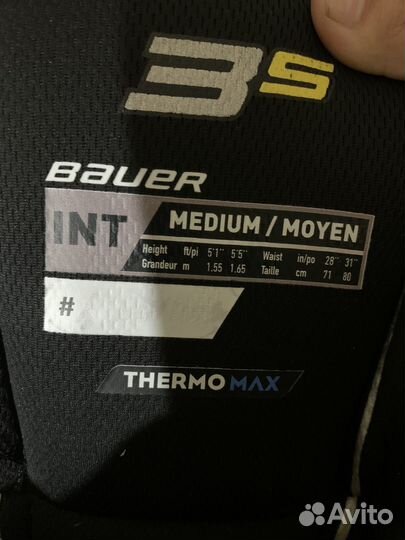 3S
BAUER
INT MEDIUM / MOYEN
Height ft/pi 5'1'' 5'5'' Waist in/po 28'' 31''
Grandeur m 1.55 1.65 Taille cm 71 80
#
THERMO MAX
Avito